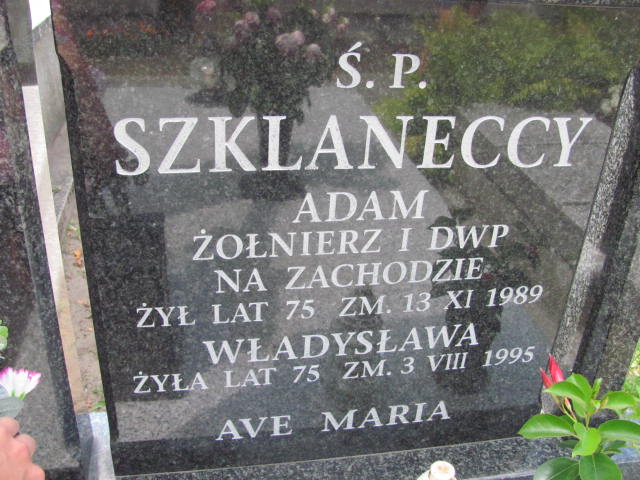 Ś. P.
SZKLANECCY
ADAM
ŻOŁNIERZ I DWP
NA ZACHODZIE
ŻYŁ LAT 75 ZM. 13 XI 1989
WŁADYSŁAWA
ŻYŁA LAT 75 ZM. 3 VIII 1995
AVE MARIA